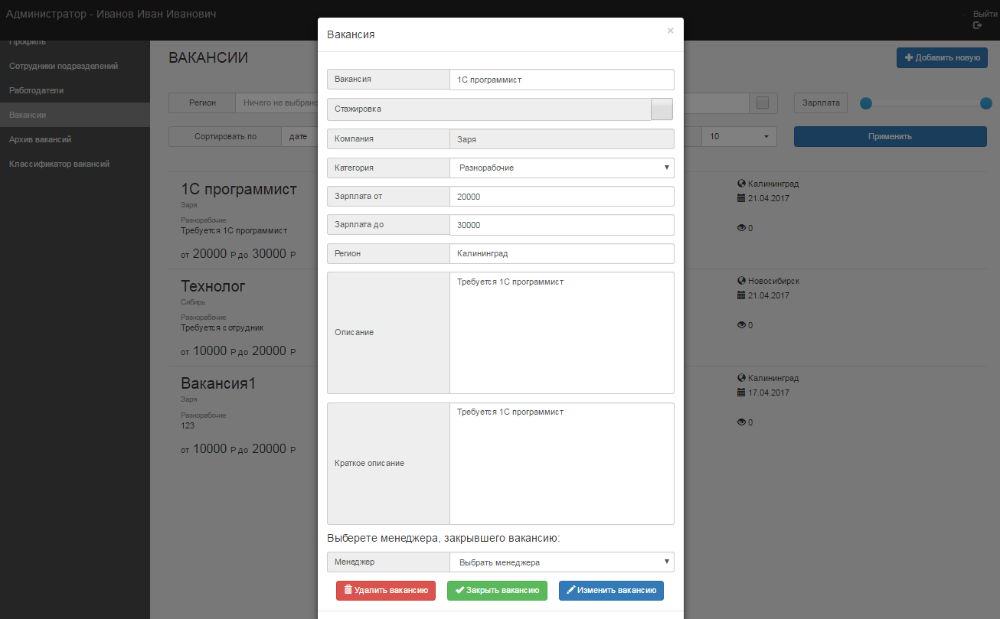 Администратор - Иванов Иван Иванович
Выйти
Профиль
Сотрудники подразделений
Работодатели
Вакансии
Архив вакансий
Классификатор вакансий
ВАКАНСИИ
Добавить новую
Регион Ничего не выбрано
Зарплата
Сортировать по дате
10
Применить
1С программист
Заря
Разнорабочие
Требуется 1С программист
от 20000 Р до 30000 Р
Калининград
21.04.2017
0
Технолог
Сибирь
Разнорабочие
Требуется сотрудник
от 10000 Р до 20000 Р
Новосибирск
21.04.2017
0
Вакансия1
Заря
Разнорабочие
123
от 10000 Р до 20000 Р
Калининград
17.04.2017
0
Вакансия ×
Вакансия 1С программист
Стажировка
Компания Заря
Категория Разнорабочие
Зарплата от 20000
Зарплата до 30000
Регион Калининград
Описание Требуется 1С программист
Краткое описание Требуется 1С программист
Выберете менеджера, закрывшего вакансию:
Менеджер Выбрать менеджера
Удалить вакансию Закрыть вакансию Изменить вакансию